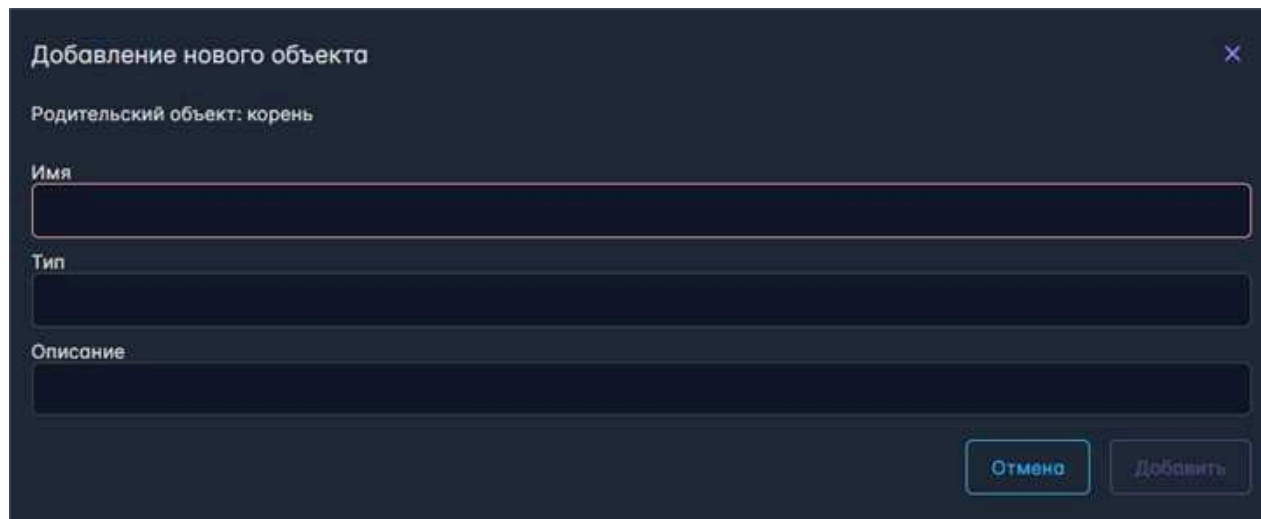 Добавление нового объекта
Родительский объект: корень
Имя
Тип
Описание
Отмена Добавить